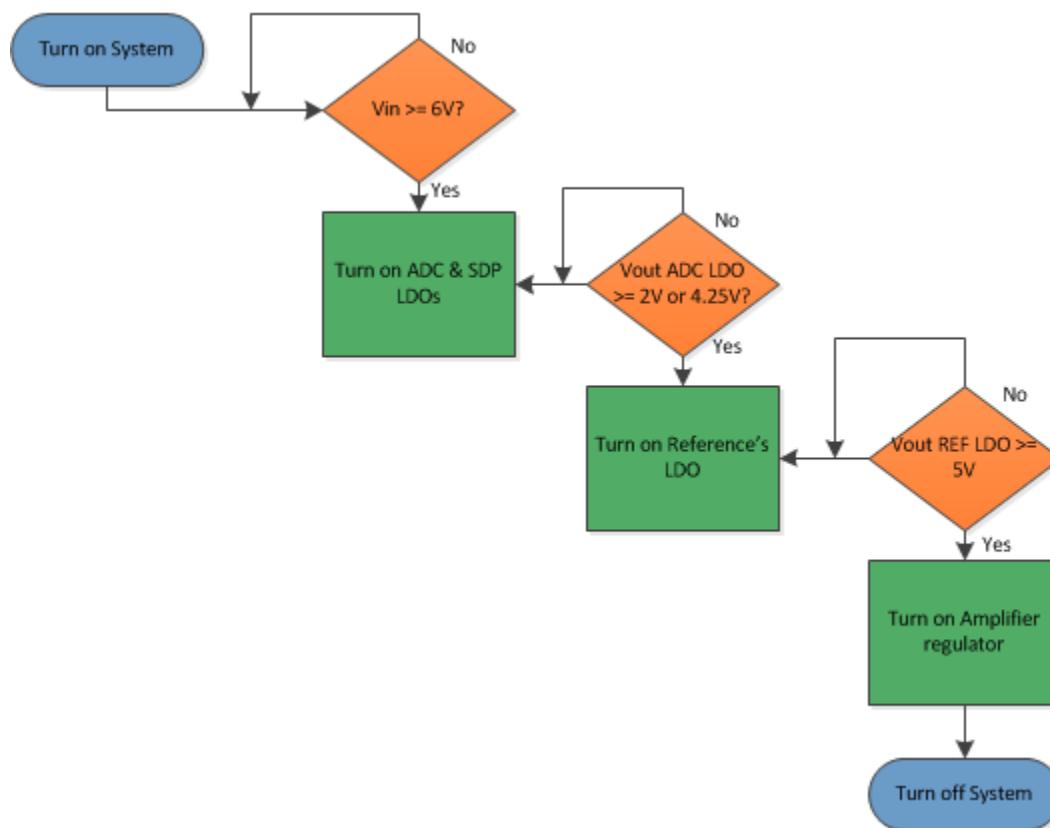 Turn on System
No
Vin >= 6V?
Yes
Turn on ADC & SDP
LDOs
No
Vout ADC LDO
>= 2V or 4.25V?
Yes
Turn on Reference's
LDO
No
Vout REF LDO >=
5V
Yes
Turn on Amplifier
regulator
Turn off System